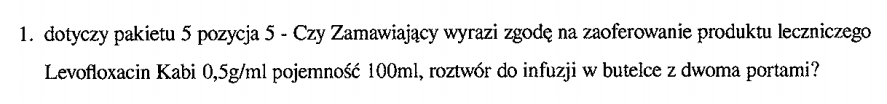 1. dotyczy pakietu 5 pozycja 5 - Czy Zamawiający wyrazi zgodę na zaoferowanie produktu leczniczego
Levofloxacin Kabi 0,5g/ml pojemność 100ml, roztwór do infuzji w butelce z dwoma portami?